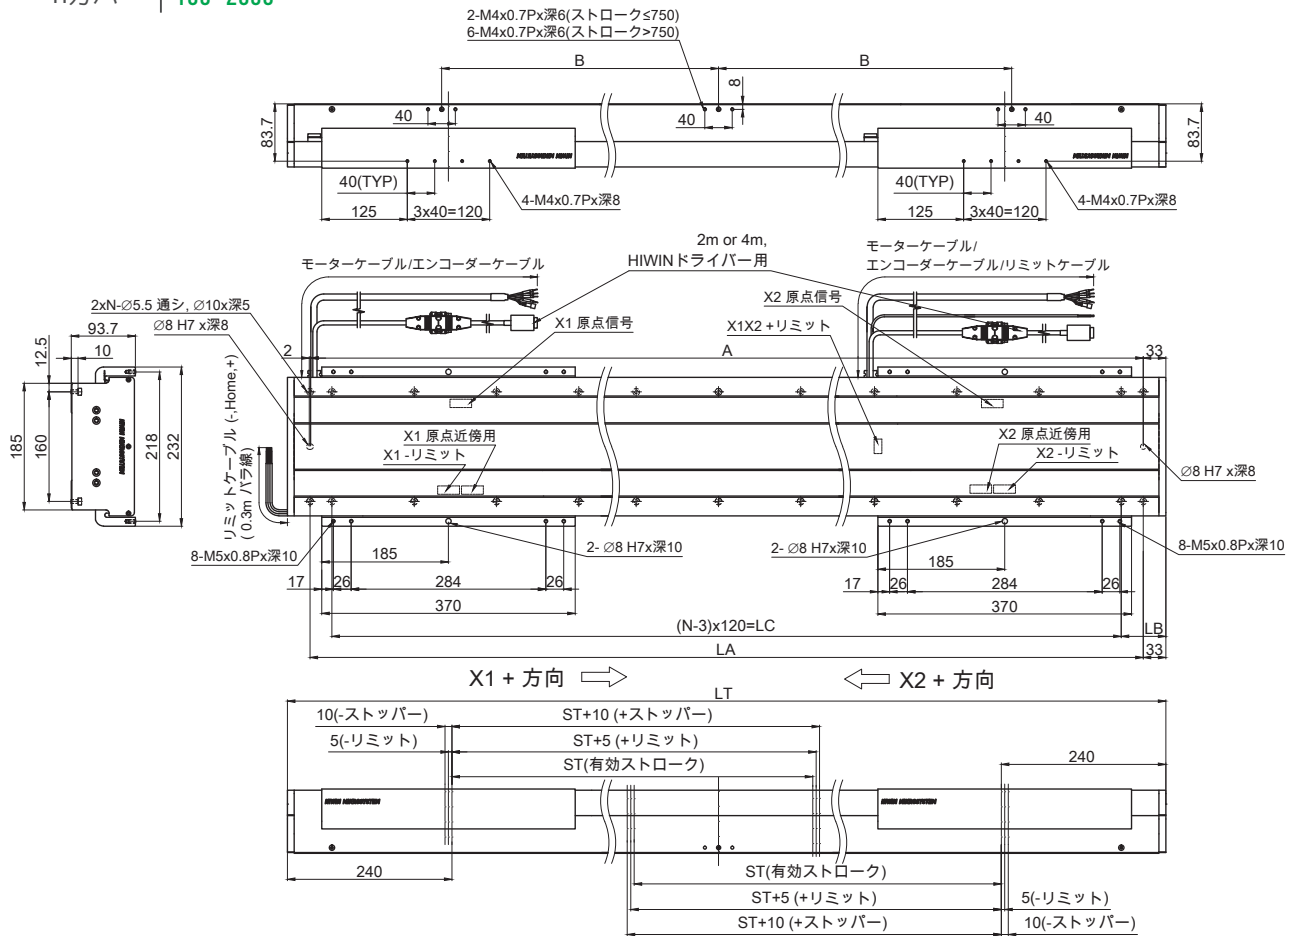 2-M4x0.7Px深6(ストローク≤750)
6-M4x0.7Px深6(ストローク>750)
B
B
8
83.7
40
40
40
83.7
40(TYP)
4-M4x0.7Px深8
40(TYP)
4-M4x0.7Px深8
125
3x40=120
125
3x40=120
2m or 4m,
HIWINドライバー用
モーターケーブル/エンコーダーケーブル
モーターケーブル/
エンコーダーケーブル/リミットケーブル
2xN-∅5.5 通シ, ∅10x深5
∅8 H7 x深8
X1 原点信号
X2 原点信号
X1X2 +リミット
93.7
12.5
10
2
A
33
185
160
218
232
リミットケーブル (-,Home,+)
( 0.3m バラ線)
X1 原点近傍用
X1 -リミット
X2 原点近傍用
X2 -リミット
∅8 H7 x深8
8-M5x0.8Px深10
2- ∅8 H7x深10
2- ∅8 H7x深10
8-M5x0.8Px深10
185
185
17
26
284
26
17
26
284
26
370
370
(N-3)x120=LC
LB
LA
33
X1 + 方向
X2 + 方向
LT
10(-ストッパー)
ST+10 (+ストッパー)
5(-リミット)
ST+5 (+リミット)
ST(有効ストローク)
240
HIWIN MIKROSYSTEM
HIWIN MIKROSYSTEM
240
ST(有効ストローク)
ST+5 (+リミット)
5(-リミット)
ST+10 (+ストッパー)
10(-ストッパー)